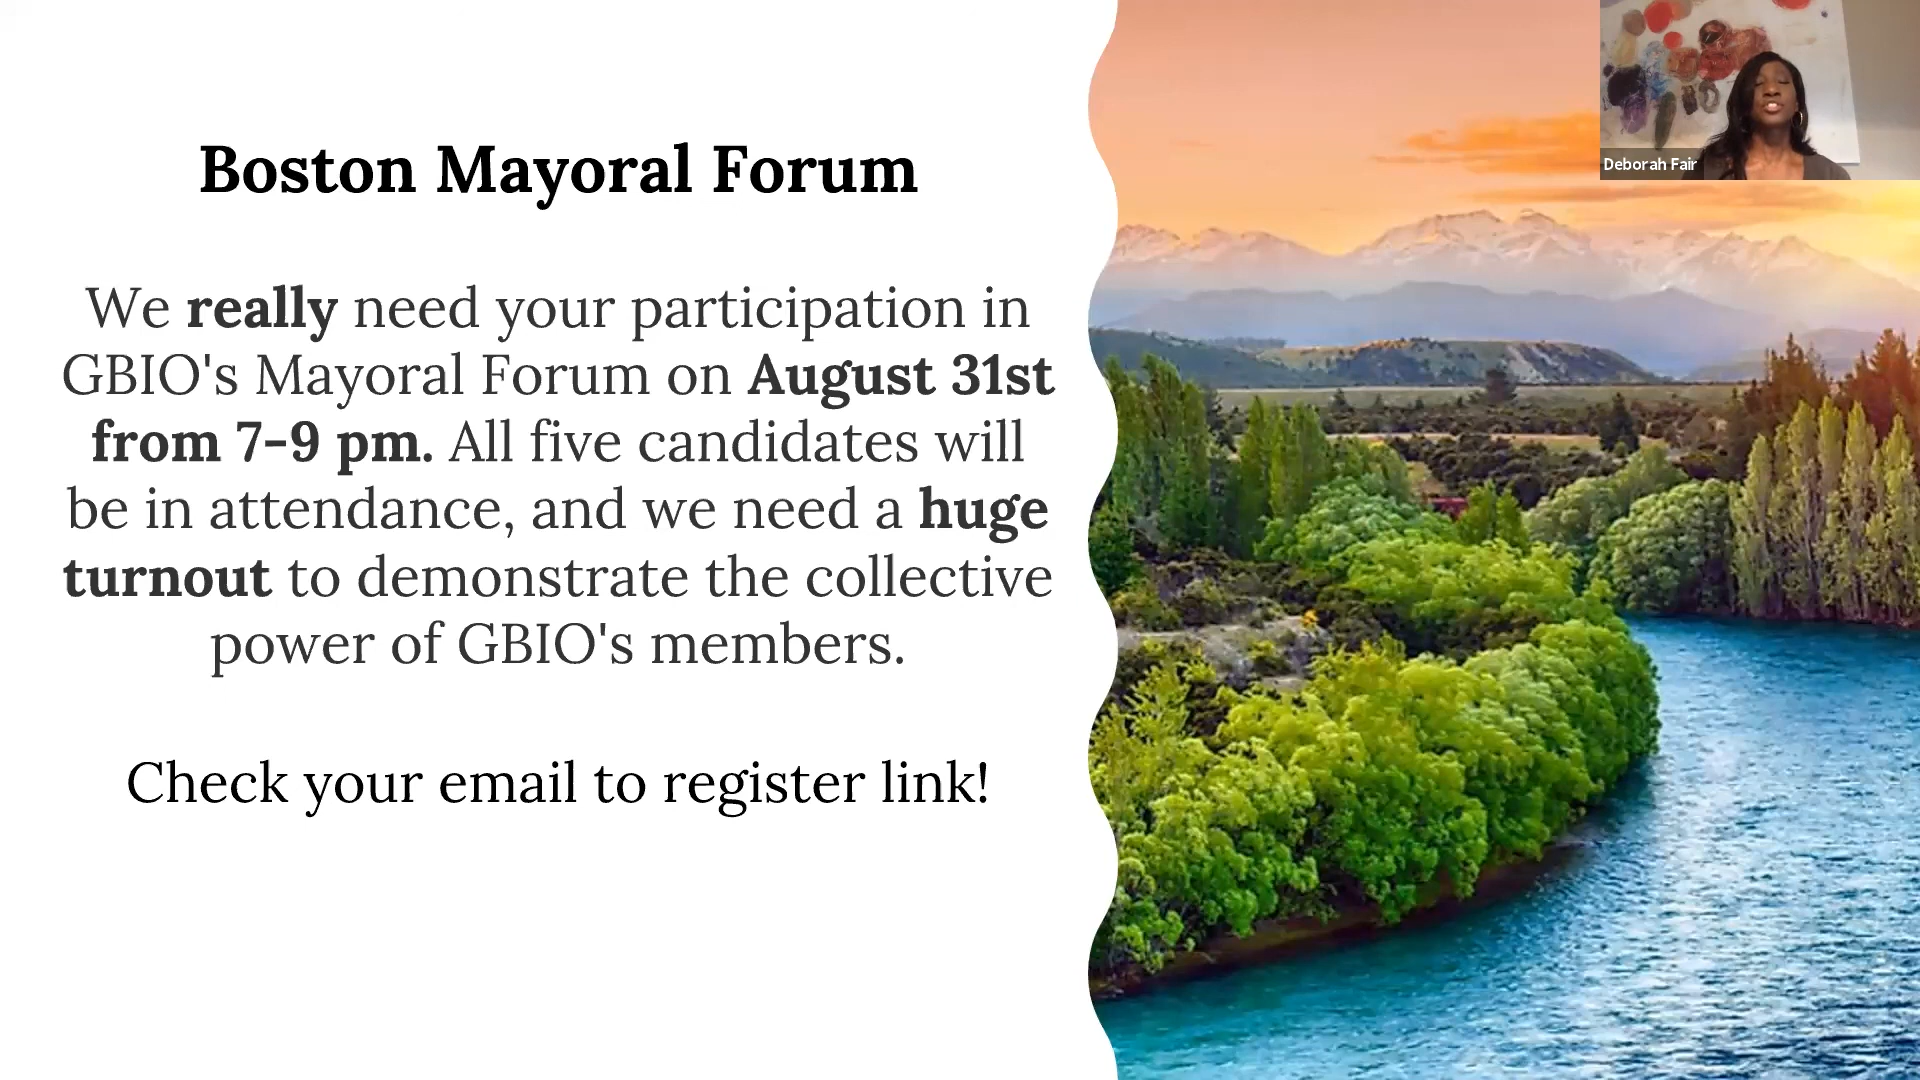 Boston Mayoral Forum
We really need your participation in
GBIO's Mayoral Forum on August 31st
from 7-9 pm. All five candidates will
be in attendance, and we need a huge
turnout to demonstrate the collective
power of GBIO's members.
Check your email to register link!
Deborah Fair